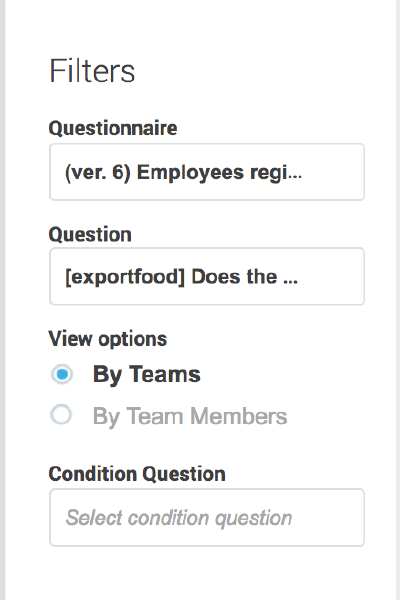 Filters
Questionnaire
(ver. 6) Employees regi...
Question
[exportfood] Does the ...
View options
By Teams
By Team Members
Condition Question
Select condition question